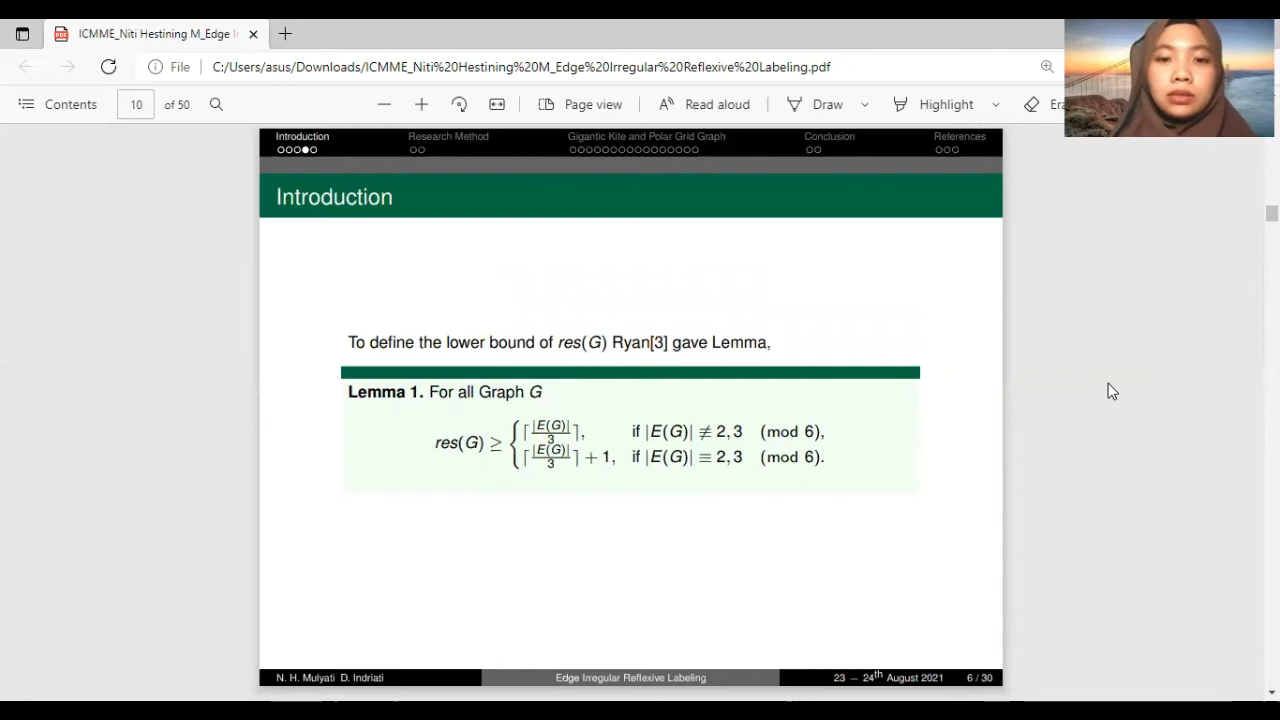 ICMME_Niti Hestining M_Edge I
File C:/Users/asus/Downloads/ICMME_Niti%20Hestining%20M_Edge%20Irregular%20Reflexive%20Labeling.pdf
Contents 10 of 50 Page view Read aloud Draw Highlight Era
Introduction Research Method Gigantic Kite and Polar Grid Graph Conclusion References
Introduction
To define the lower bound of res(G) Ryan[3] gave Lemma,
Lemma 1. For all Graph G
res(G) ≥ { ⌈|E(G)|/3⌉, if |E(G)| ≢ 2, 3 (mod 6),
⌈|E(G)|/3⌉ + 1, if |E(G)| ≡ 2, 3 (mod 6).
N. H. Mulyati D. Indriati Edge Irregular Reflexive Labeling 23 – 24th August 2021 6 / 30